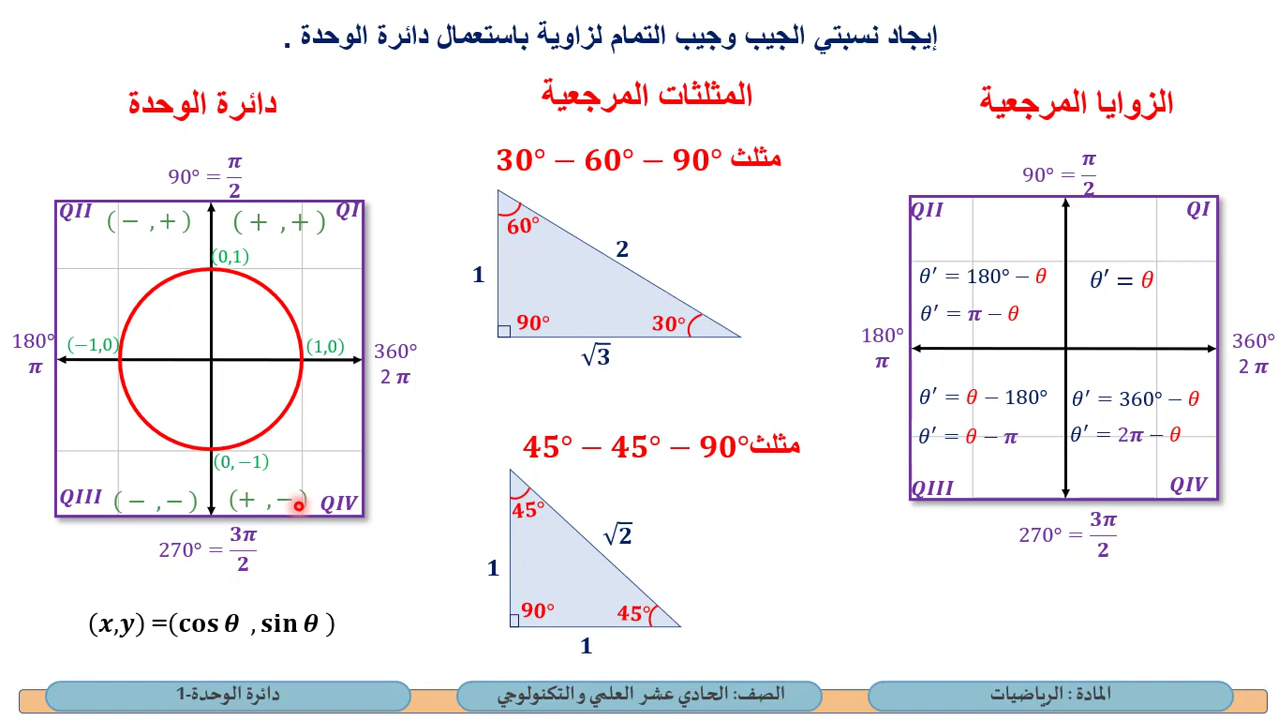 إيجاد نسبتي الجيب وجيب التمام لزاوية باستعمال دائرة الوحدة .
الزوايا المرجعية
90° = π/2
QII
QI
θ′ = 180° − θ
θ′ = π − θ
θ′ = θ
180°
π
360°
2 π
θ′ = θ − 180°
θ′ = θ − π
θ′ = 360° − θ
θ′ = 2π − θ
QIII
QIV
270° = 3π/2
المثلثات المرجعية
مثلث 30° − 60° − 90°
60°
2
1
90°
30°
√3
مثلث 45° − 45° − 90°
45°
√2
1
90°
45°
1
دائرة الوحدة
90° = π/2
QII
(− ,+)
(+ ,+)
QI
(0,1)
180°
π
(−1,0)
(1,0)
360°
2 π
(0,−1)
QIII
(− ,−)
(+ ,−)
QIV
270° = 3π/2
(x,y) =(cos θ , sin θ )
المادة : الرياضيات
الصف: الحادي عشر العلمي والتكنولوجي
دائرة الوحدة-1